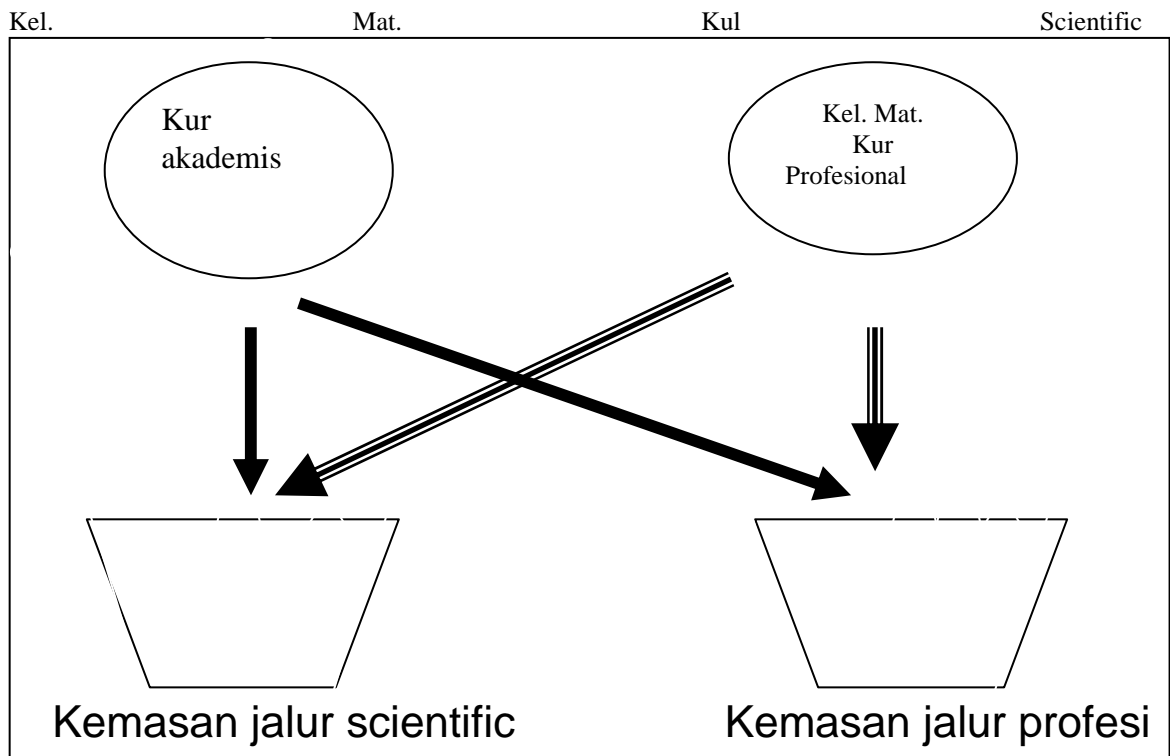 Kel. Mat. Kul Scientific
Kur
akademis
Kel. Mat.
Kur
Profesional
Kemasan jalur scientific
Kemasan jalur profesi